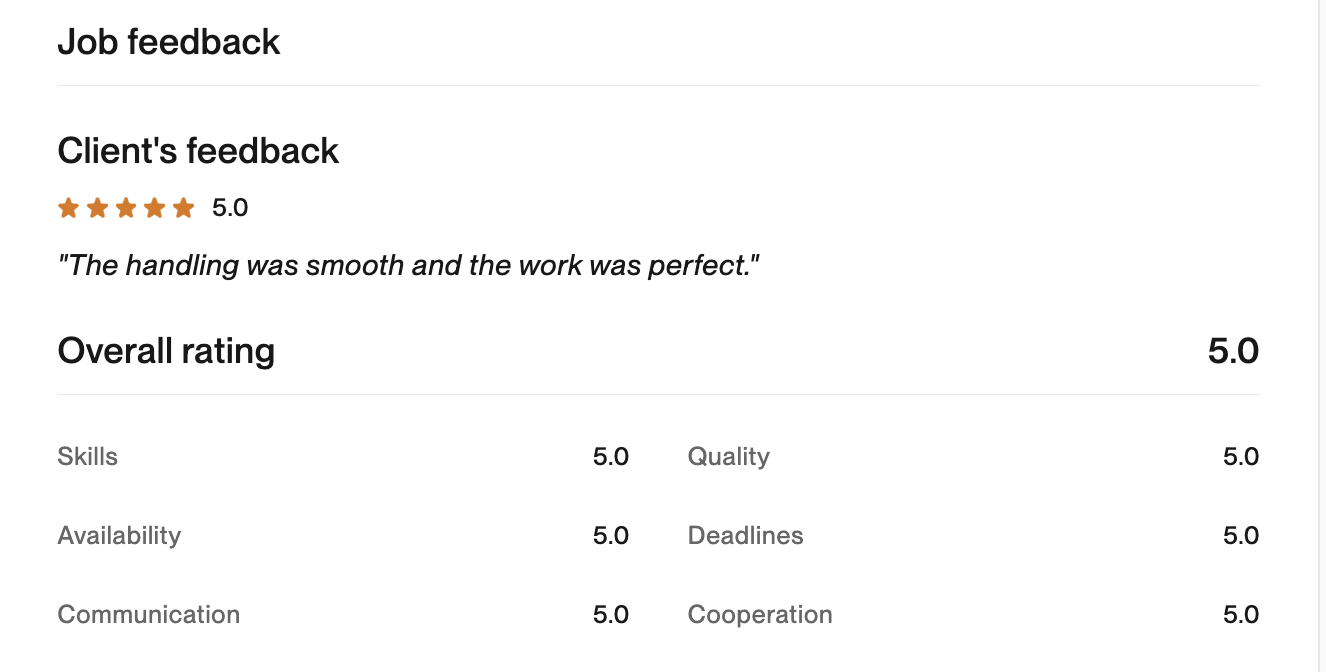 Job feedback
Client's feedback
5.0
"The handling was smooth and the work was perfect."
Overall rating 5.0
Skills 5.0 Quality 5.0
Availability 5.0 Deadlines 5.0
Communication 5.0 Cooperation 5.0